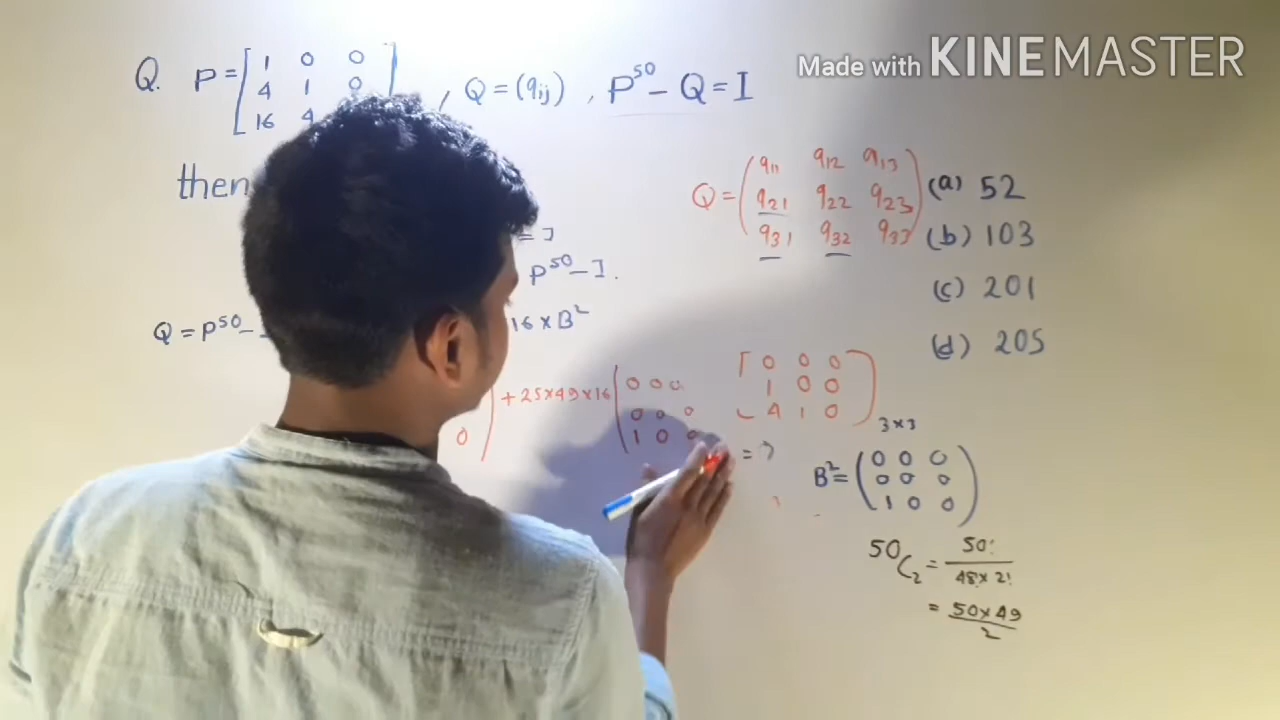 Made with KINEMASTER
Q. P = [ 1 0 0
4 1 0
16 4
, Q = (qij) , P^50 - Q = I
then
Q = ( q11 q12 q13
q21 q22 q23
q31 q32 q33 )
(a) 52
(b) 103
(c) 201
(d) 205
= I
P^50 - I .
Q = P^50 -
16 × B^2
0 )
+ 25×49×16 ( 0 0 0
0 0 0
1 0 0
[ 0 0 0
1 0 0
4 1 0 )
3×3
= ?
B^2 = ( 0 0 0
0 0 0
1 0 0 )
50C2 = 50! / 48! × 2!
= 50×49 / 2